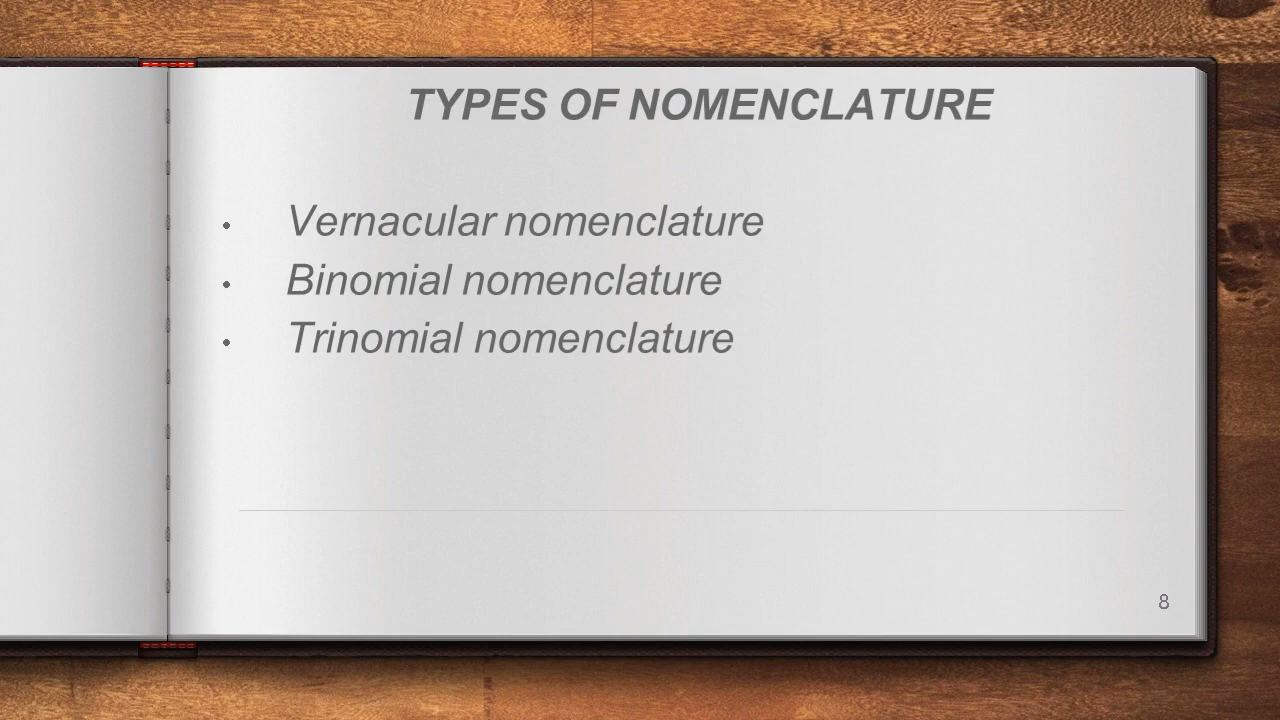 TYPES OF NOMENCLATURE
• Vernacular nomenclature
• Binomial nomenclature
• Trinomial nomenclature
8